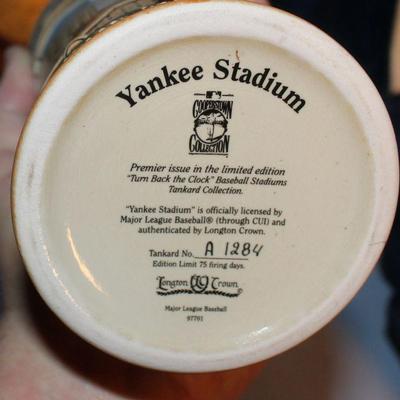 Yankee Stadium
COOPERSTOWN
COLLECTION
Premier issue in the limited edition
"Turn Back the Clock" Baseball Stadiums
Tankard Collection.
"Yankee Stadium" is officially licensed by
Major League Baseball® (through CUI) and
authenticated by Longton Crown.
Tankard No. A 1284
Edition Limit 75 firing days.
Longton Crown
Major League Baseball
97761